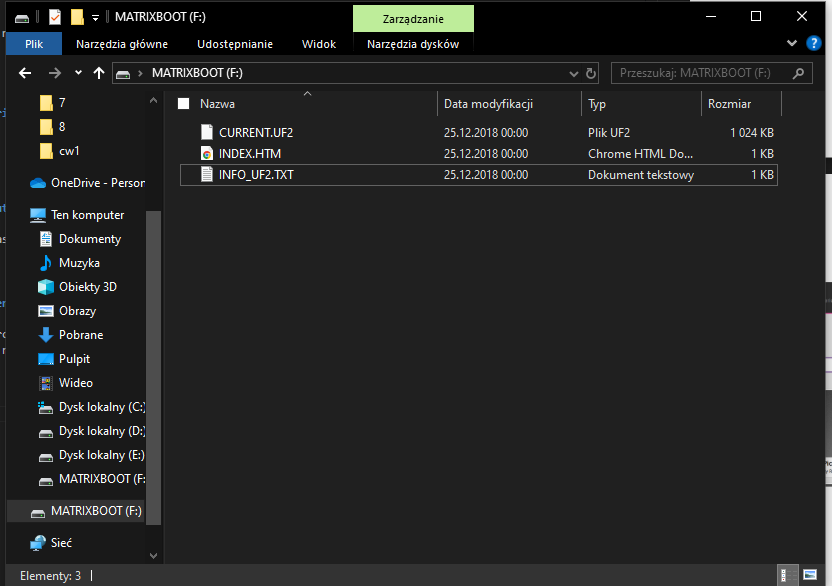 MATRIXBOOT (F:)
Zarządzanie
Plik
Narzędzia główne
Udostępnianie
Widok
Narzędzia dysków
MATRIXBOOT (F:)
Przeszukaj: MATRIXBOOT (F:)
7
8
cw1
OneDrive - Person
Ten komputer
Dokumenty
Muzyka
Obiekty 3D
Obrazy
Pobrane
Pulpit
Wideo
Dysk lokalny (C:)
Dysk lokalny (D:)
Dysk lokalny (E:)
MATRIXBOOT (F:
MATRIXBOOT (F:)
Sieć
Nazwa Data modyfikacji Typ Rozmiar
CURRENT.UF2 25.12.2018 00:00 Plik UF2 1 024 KB
INDEX.HTM 25.12.2018 00:00 Chrome HTML Do... 1 KB
INFO_UF2.TXT 25.12.2018 00:00 Dokument tekstowy 1 KB
Elementy: 3